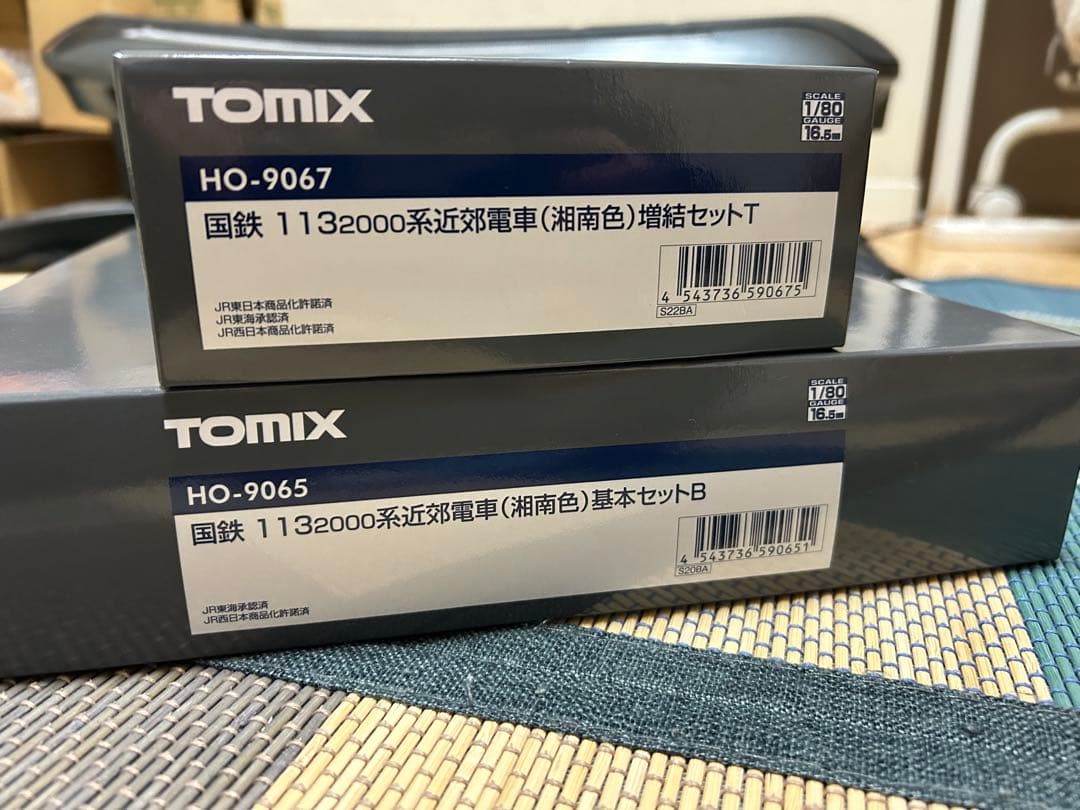 TOMIX
SCALE
1/80
GAUGE
16.5mm
HO-9067
国鉄 1132000系近郊電車(湘南色)増結セットT
4 543736 590675
S22BA
JR東日本商品化許諾済
JR東海承認済
JR西日本商品化許諾済
TOMIX
SCALE
1/80
GAUGE
16.5mm
HO-9065
国鉄 1132000系近郊電車(湘南色)基本セットB
4 543736 590651
S20BA
JR東海承認済
JR西日本商品化許諾済